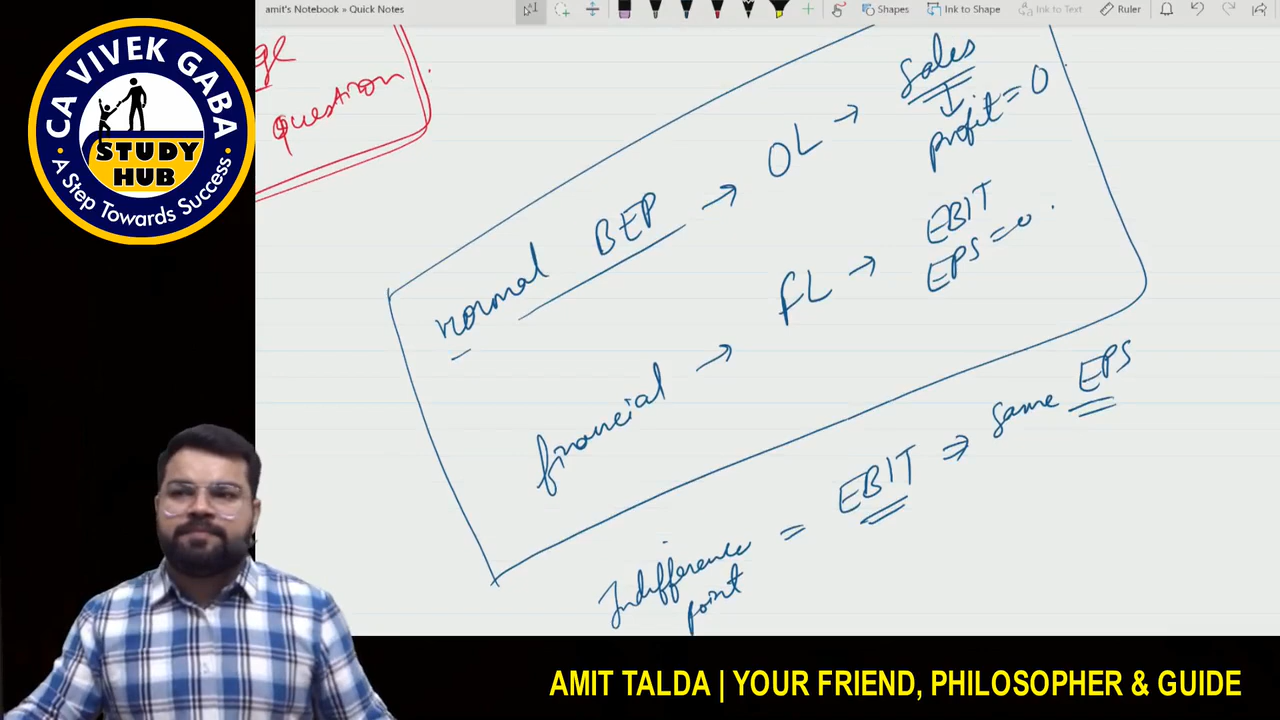 amit's Notebook » Quick Notes
Shapes
Ink to Shape
Ink to Text
Ruler
CA VIVEK GABA
STUDY
HUB
A Step Towards Success
question
normal BEP → OL → Sales
↓
profit = 0
financial → FL → EBIT
EPS = 0
Indifference point = EBIT ⇒ same EPS
AMIT TALDA | YOUR FRIEND, PHILOSOPHER & GUIDE